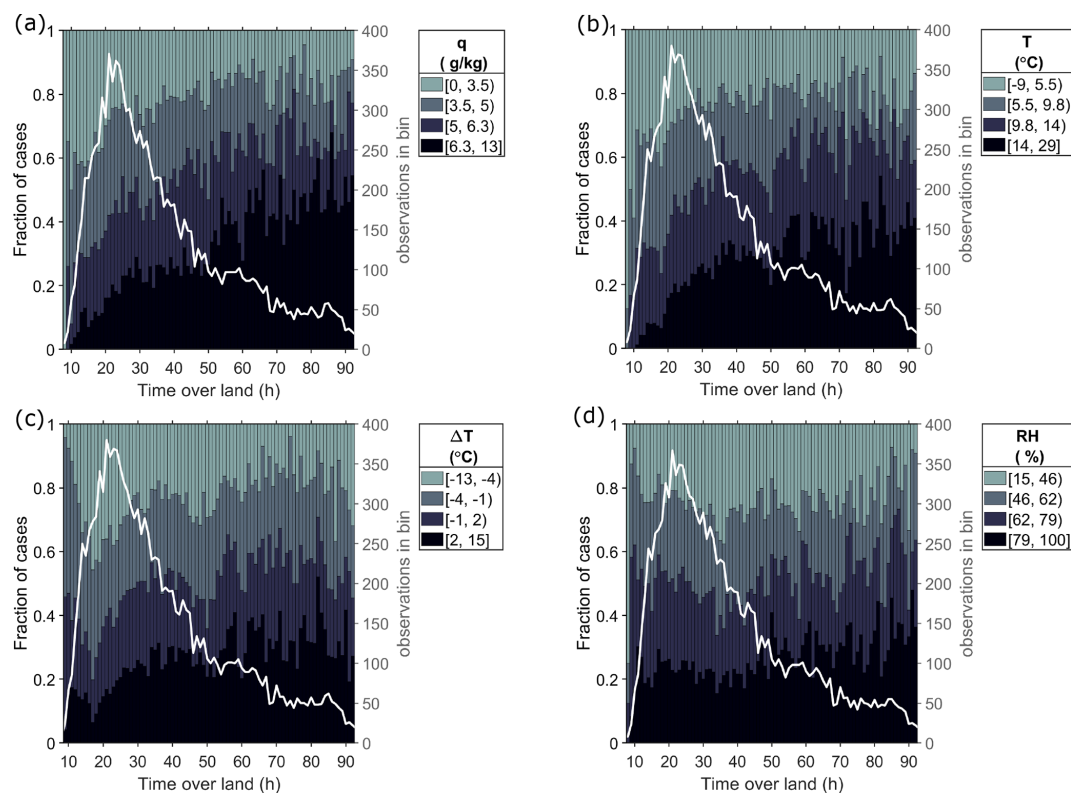 (a)
1
0.8
0.6
0.4
0.2
0
Fraction of cases
10 20 30 40 50 60 70 80 90
Time over land (h)
400
350
300
250
200
150
100
50
0
observations in bin
q
( g/kg)
[0, 3.5)
[3.5, 5)
[5, 6.3)
[6.3, 13]
(b)
1
0.8
0.6
0.4
0.2
0
Fraction of cases
10 20 30 40 50 60 70 80 90
Time over land (h)
400
350
300
250
200
150
100
50
0
observations in bin
T
(°C)
[-9, 5.5)
[5.5, 9.8)
[9.8, 14)
[14, 29]
(c)
1
0.8
0.6
0.4
0.2
0
Fraction of cases
10 20 30 40 50 60 70 80 90
Time over land (h)
400
350
300
250
200
150
100
50
0
observations in bin
ΔT
(°C)
[-13, -4)
[-4, -1)
[-1, 2)
[2, 15]
(d)
1
0.8
0.6
0.4
0.2
0
Fraction of cases
10 20 30 40 50 60 70 80 90
Time over land (h)
400
350
300
250
200
150
100
50
0
observations in bin
RH
( %)
[15, 46)
[46, 62)
[62, 79)
[79, 100]